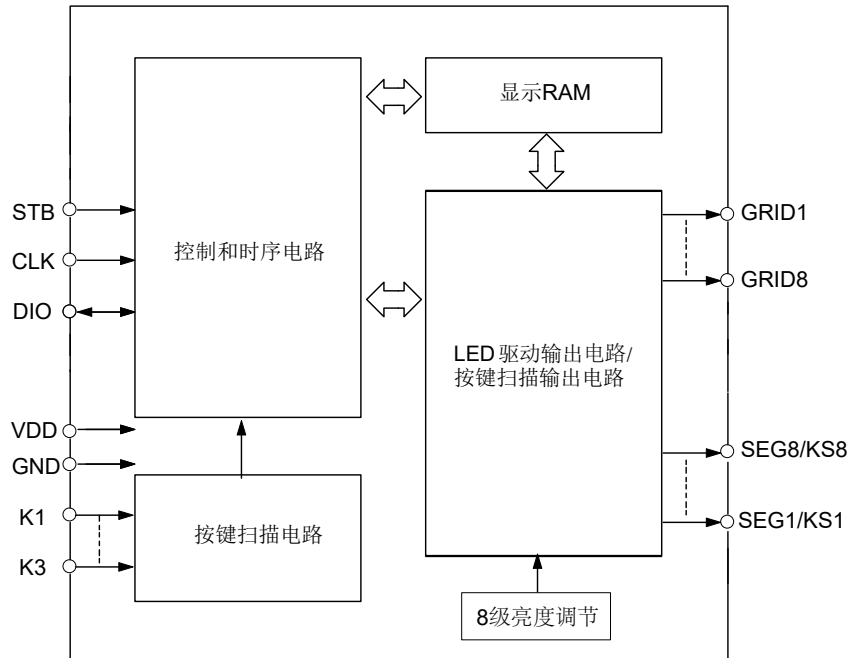 显示RAM
STB
CLK
DIO
控制和时序电路
GRID1
GRID8
LED 驱动输出电路/
按键扫描输出电路
VDD
GND
K1
K3
按键扫描电路
SEG8/KS8
SEG1/KS1
8级亮度调节